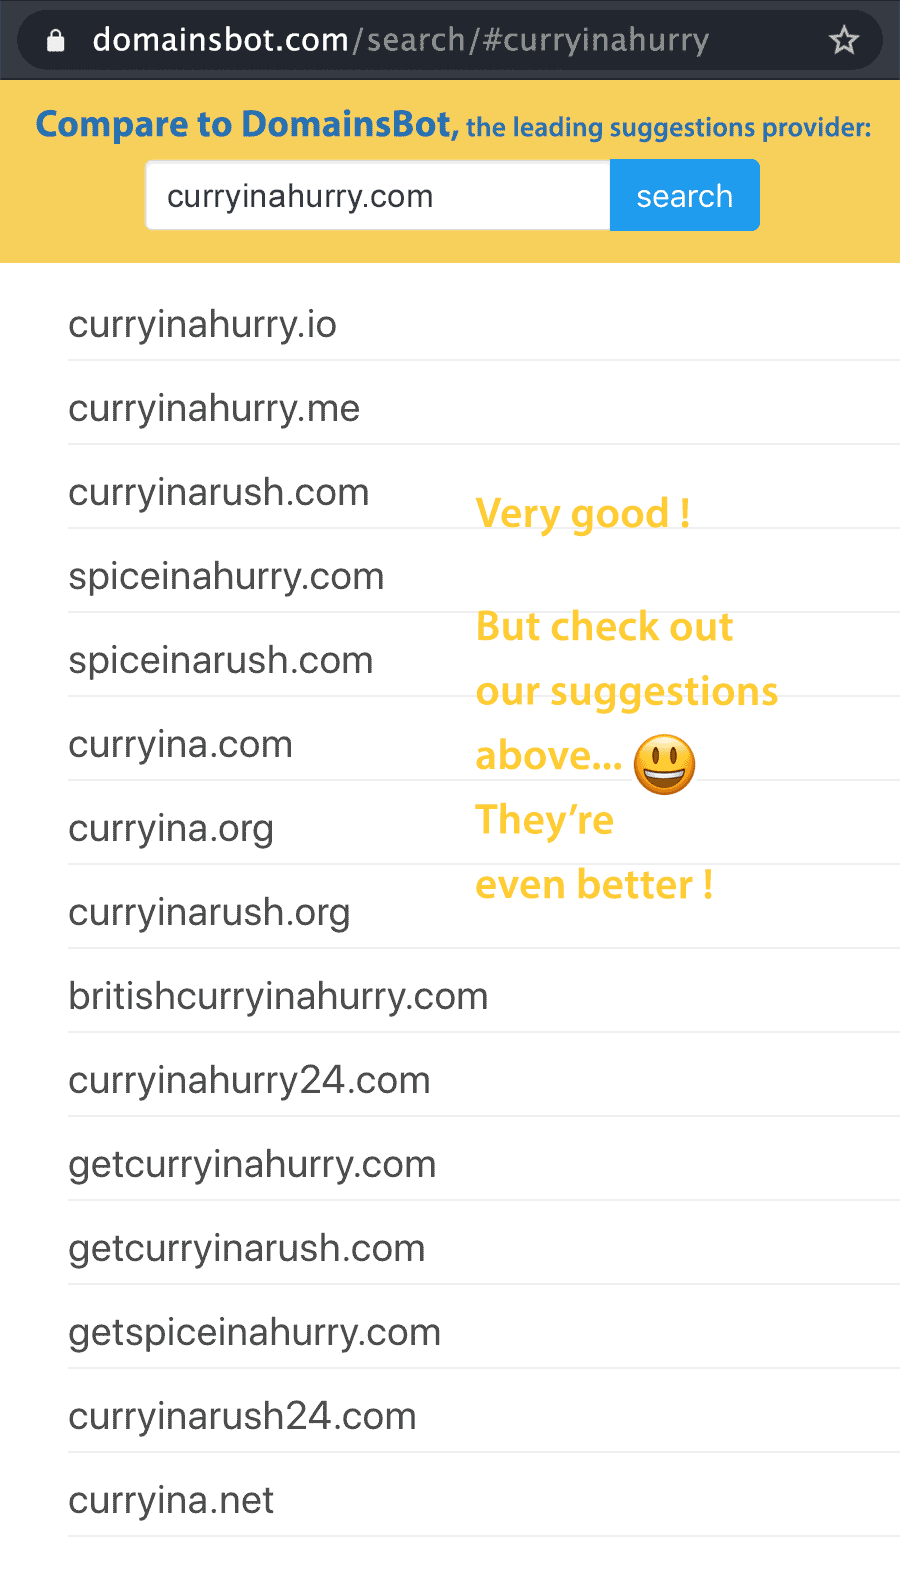 domainsbot.com/search/#curryinahurry
Compare to DomainsBot, the leading suggestions provider:
curryinahurry.com search
curryinahurry.io
curryinahurry.me
curryinarush.com
spiceinahurry.com
spiceinarush.com
curryina.com
curryina.org
curryinarush.org
britishcurryinahurry.com
curryinahurry24.com
getcurryinahurry.com
getcurryinarush.com
getspiceinahurry.com
curryinarush24.com
curryina.net
Very good !
But check out
our suggestions
above... 😃
They’re
even better !